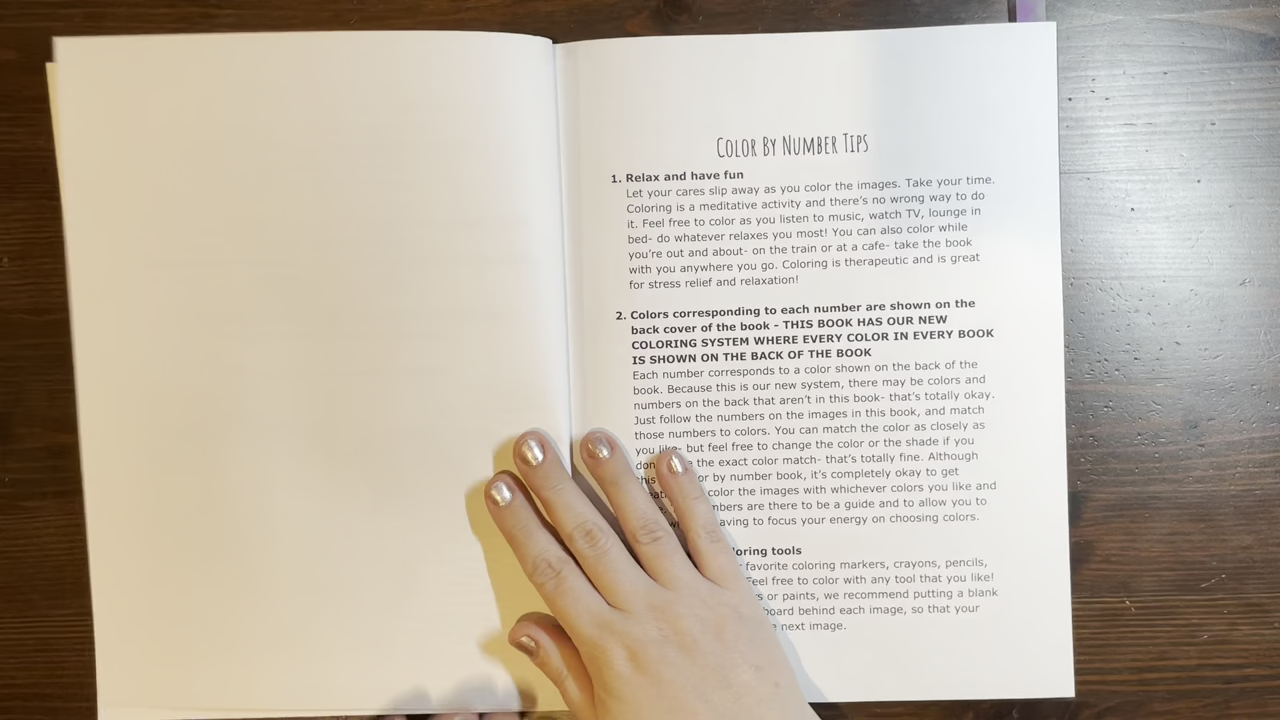 COLOR BY NUMBER TIPS
1. Relax and have fun
Let your cares slip away as you color the images. Take your time.
Coloring is a meditative activity and there's no wrong way to do
it. Feel free to color as you listen to music, watch TV, lounge in
bed- do whatever relaxes you most! You can also color while
you're out and about- on the train or at a cafe- take the book
with you anywhere you go. Coloring is therapeutic and is great
for stress relief and relaxation!
2. Colors corresponding to each number are shown on the
back cover of the book - THIS BOOK HAS OUR NEW
COLORING SYSTEM WHERE EVERY COLOR IN EVERY BOOK
IS SHOWN ON THE BACK OF THE BOOK
Each number corresponds to a color shown on the back of the
book. Because this is our new system, there may be colors and
numbers on the back that aren't in this book- that's totally okay.
Just follow the numbers on the images in this book, and match
those numbers to colors. You can match the color as closely as
you like- but feel free to change the color or the shade if you
the exact color match- that's totally fine. Although
this or by number book, it's completely okay to get
color the images with whichever colors you like and
are there to be a guide and to allow you to
to focus your energy on choosing colors.
tools
favorite coloring markers, crayons, pencils,
Feel free to color with any tool that you like!
or paints, we recommend putting a blank
behind each image, so that your
next image.